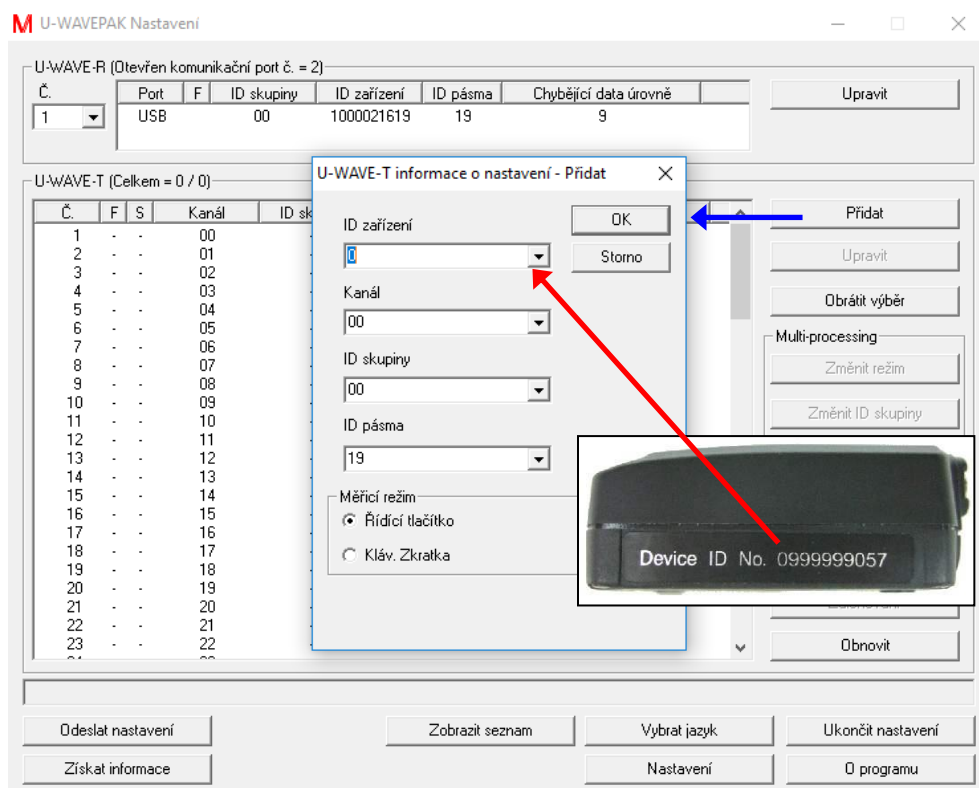 U-WAVEPAK Nastavení
U-WAVE-R (Otevřen komunikační port č. = 2)
Č. Port F ID skupiny ID zařízení ID pásma Chybějící data úrovně
1 USB 00 1000021619 19 9
Upravit
U-WAVE-T (Celkem = 0 / 0)
Č. F S Kanál ID sk
1 - - 00
2 - - 01
3 - - 02
4 - - 03
5 - - 04
6 - - 05
7 - - 06
8 - - 07
9 - - 08
10 - - 09
11 - - 10
12 - - 11
13 - - 12
14 - - 13
15 - - 14
16 - - 15
17 - - 16
18 - - 17
19 - - 18
20 - - 19
21 - - 20
22 - - 21
23 - - 22
U-WAVE-T informace o nastavení - Přidat
ID zařízení
0
Kanál
00
ID skupiny
00
ID pásma
19
Měřicí režim
Řídící tlačítko
Kláv. Zkratka
OK
Storno
Přidat
Upravit
Obrátit výběr
Multi-processing
Změnit režim
Změnit ID skupiny
Device ID No. 0999999057
Obnovit
Odeslat nastavení
Zobrazit seznam
Vybrat jazyk
Ukončit nastavení
Získat informace
Nastavení
O programu